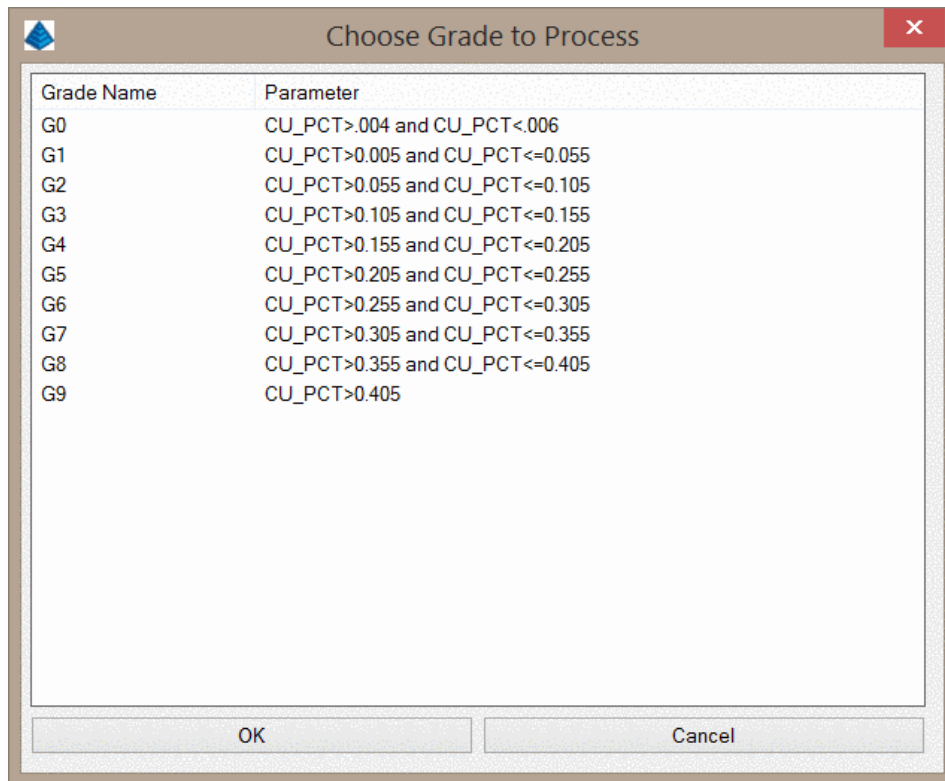 Choose Grade to Process
Grade Name Parameter
G0 CU_PCT>.004 and CU_PCT<.006
G1 CU_PCT>0.005 and CU_PCT<=0.055
G2 CU_PCT>0.055 and CU_PCT<=0.105
G3 CU_PCT>0.105 and CU_PCT<=0.155
G4 CU_PCT>0.155 and CU_PCT<=0.205
G5 CU_PCT>0.205 and CU_PCT<=0.255
G6 CU_PCT>0.255 and CU_PCT<=0.305
G7 CU_PCT>0.305 and CU_PCT<=0.355
G8 CU_PCT>0.355 and CU_PCT<=0.405
G9 CU_PCT>0.405
OK Cancel